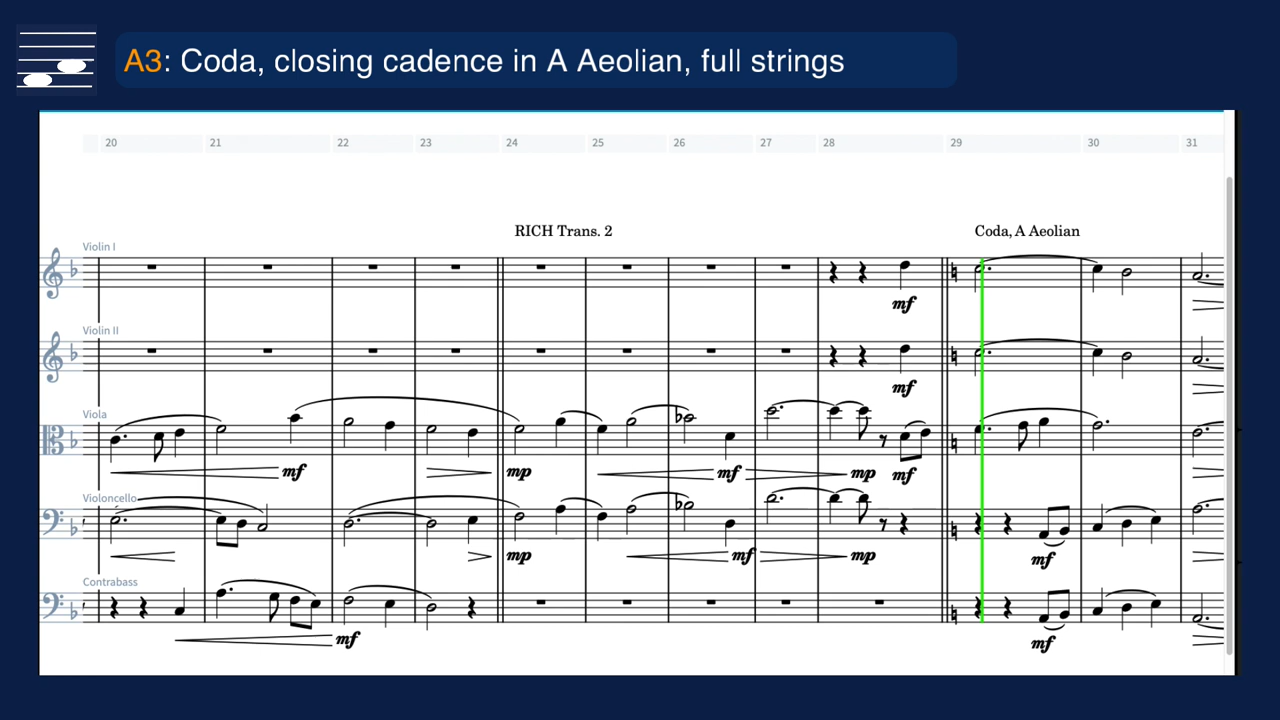 A3: Coda, closing cadence in A Aeolian, full strings
20 21 22 23 24 25 26 27 28 29 30 31
RICH Trans. 2 Coda, A Aeolian
Violin I
mf
Violin II
mf
Viola
mf mp mf mp mf
Violoncello
mp mf mp mf
Contrabass
mf mf